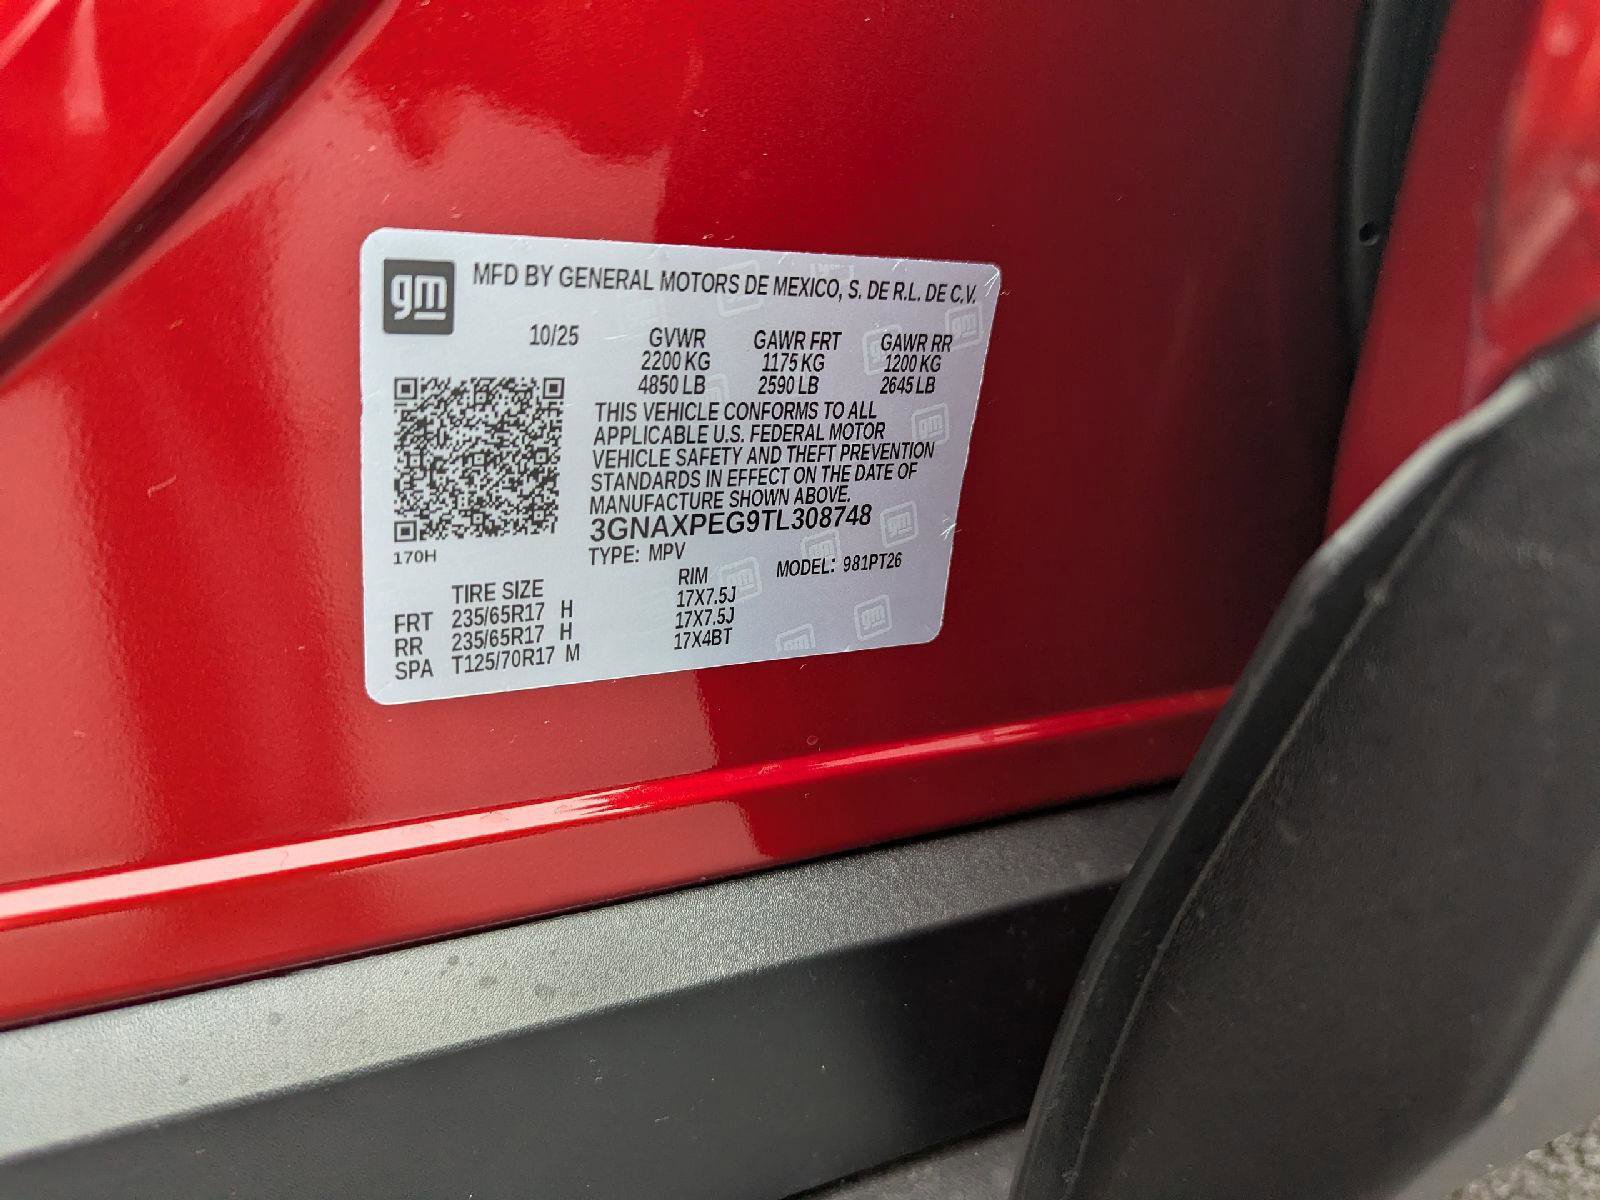 gm MFD BY GENERAL MOTORS DE MEXICO, S. DE R.L. DE C.V.
10/25 GVWR GAWR FRT GAWR RR
2200 KG 1175 KG 1200 KG
4850 LB 2590 LB 2645 LB
THIS VEHICLE CONFORMS TO ALL
APPLICABLE U.S. FEDERAL MOTOR
VEHICLE SAFETY AND THEFT PREVENTION
STANDARDS IN EFFECT ON THE DATE OF
MANUFACTURE SHOWN ABOVE.
3GNAXPEG9TL308748
170H TYPE: MPV MODEL: 981PT26
TIRE SIZE RIM
FRT 235/65R17 H 17X7.5J
RR 235/65R17 H 17X7.5J
SPA T125/70R17 M 17X4BT